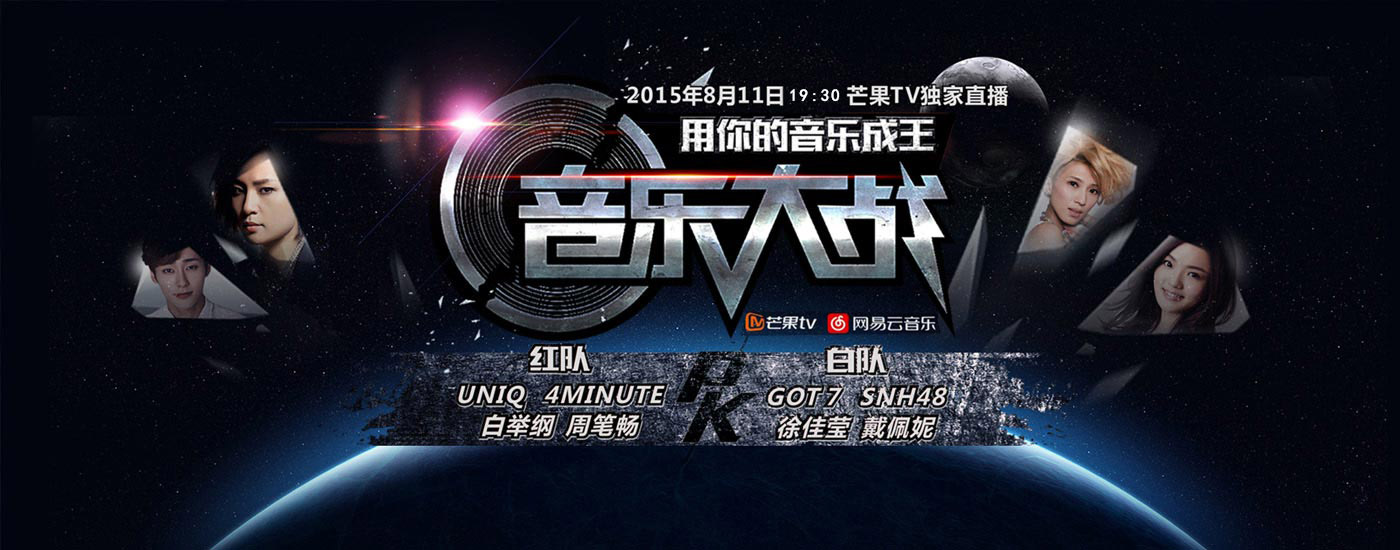 2015年8月11日 19:30 芒果TV独家直播
用你的音乐成王
音乐大战
芒果tv 网易云音乐
红队
白队
PK
UNIQ 4MINUTE
GOT 7 SNH48
白举纲 周笔畅
徐佳莹 戴佩妮